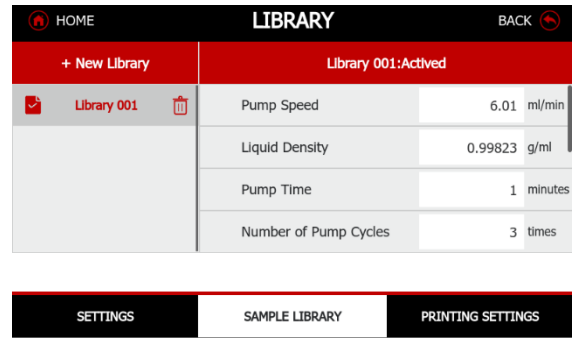 HOME LIBRARY BACK
+ New Library Library 001:Actived
Library 001 Pump Speed 6.01 ml/min
Liquid Density 0.99823 g/ml
Pump Time 1 minutes
Number of Pump Cycles 3 times
SETTINGS SAMPLE LIBRARY PRINTING SETTINGS